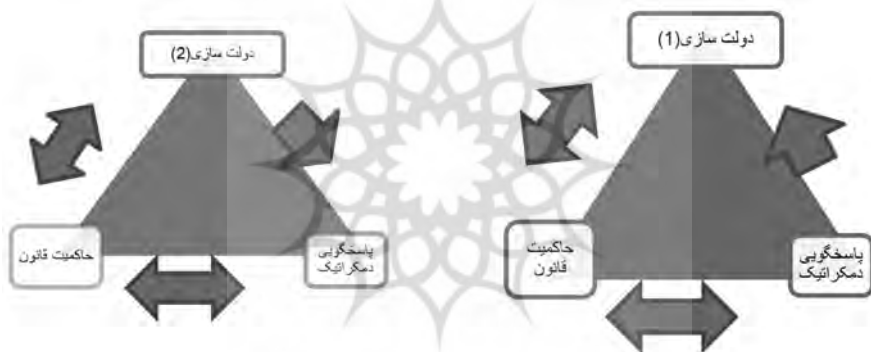 دولت سازی(1)
حاکمیت
قانون
پاسخگویی
دمکراتیک
دولت سازی(2)
حاکمیت قانون
پاسخگویی
دمکراتیک